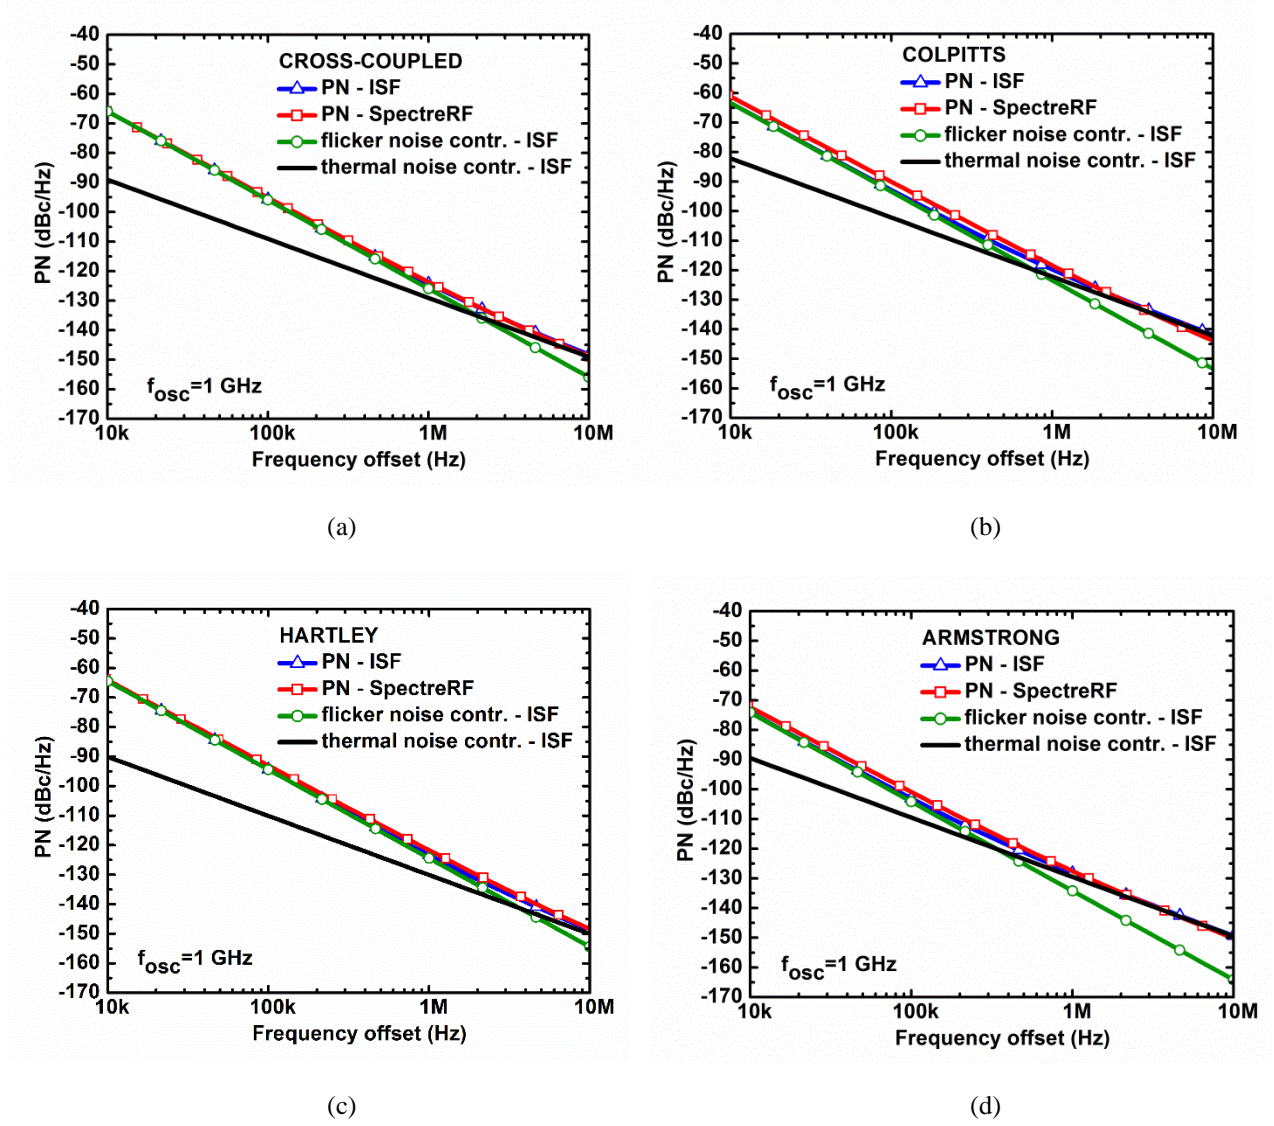 -40
-50
-60
-70
-80
-90
-100
-110
-120
-130
-140
-150
-160
-170
PN (dBc/Hz)
CROSS-COUPLED
PN - ISF
PN - SpectreRF
flicker noise contr. - ISF
thermal noise contr. - ISF
fosc=1 GHz
10k 100k 1M 10M
Frequency offset (Hz)
(a)
-40
-50
-60
-70
-80
-90
-100
-110
-120
-130
-140
-150
-160
-170
PN (dBc/Hz)
COLPITTS
PN - ISF
PN - SpectreRF
flicker noise contr. - ISF
thermal noise contr. - ISF
fosc=1 GHz
10k 100k 1M 10M
Frequency offset (Hz)
(b)
-40
-50
-60
-70
-80
-90
-100
-110
-120
-130
-140
-150
-160
-170
PN (dBc/Hz)
HARTLEY
PN - ISF
PN - SpectreRF
flicker noise contr. - ISF
thermal noise contr. - ISF
fosc=1 GHz
10k 100k 1M 10M
Frequency offset (Hz)
(c)
-40
-50
-60
-70
-80
-90
-100
-110
-120
-130
-140
-150
-160
-170
PN (dBc/Hz)
ARMSTRONG
PN - ISF
PN - SpectreRF
flicker noise contr. - ISF
thermal noise contr. - ISF
fosc=1 GHz
10k 100k 1M 10M
Frequency offset (Hz)
(d)